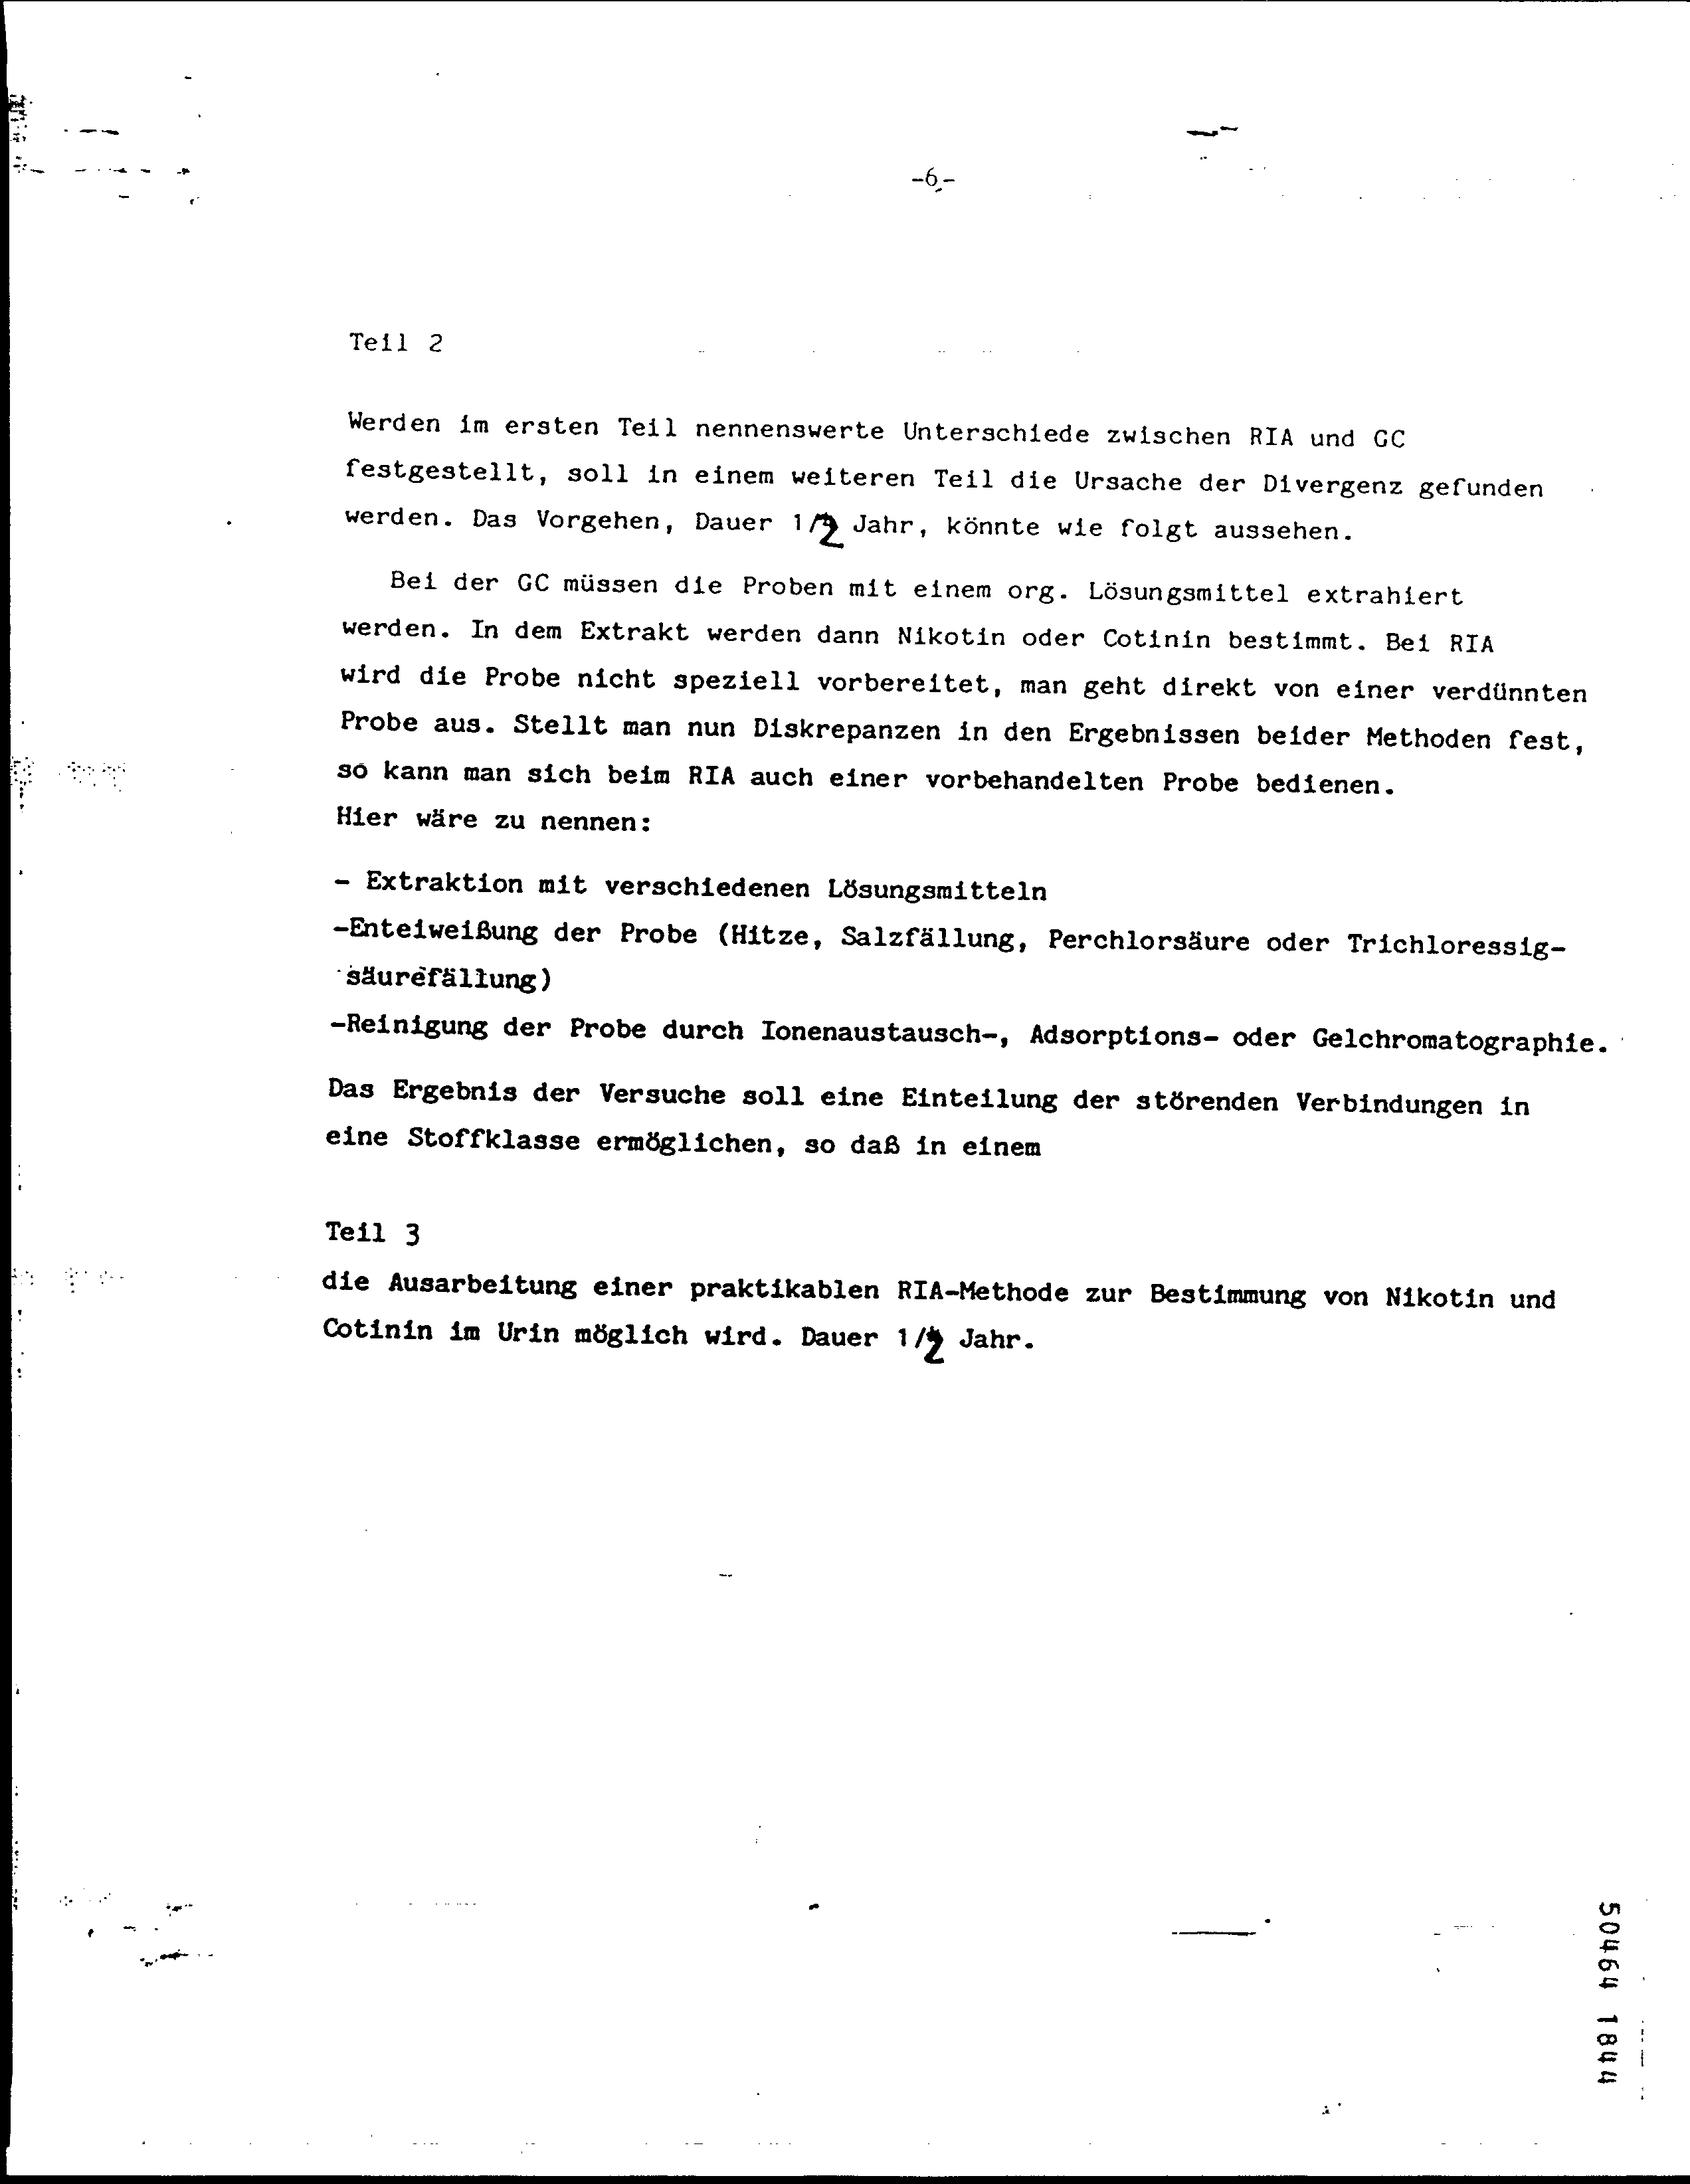 -6-
Teil 2
Werden im ersten Teil nennenswerte Unterschiede zwischen RIA und GC
festgestellt, soll in einem weiteren Teil die Ursache der Divergenz gefunden
werden. Das Vorgehen, Dauer 1/2 Jahr, könnte wie folgt aussehen.
Bei der GC müssen die Proben mit einem org. Lösungsmittel extrahiert
werden. In dem Extrakt werden dann Nikotin oder Cotinin bestimmt. Bei RIA
wird die Probe nicht speziell vorbereitet, man geht direkt von einer verdünnten
Probe aus. Stellt man nun Diskrepanzen in den Ergebnissen beider Methoden fest,
so kann man sich beim RIA auch einer vorbehandelten Probe bedienen.
Hier wäre zu nennen:
- Extraktion mit verschiedenen Lösungsmitteln
-Enteiweißung der Probe (Hitze, Salzfällung, Perchlorsäure oder Trichloressig-
säurefällung)
-Reinigung der Probe durch Ionenaustausch-, Adsorptions- oder Gelchromatographie.
Das Ergebnis der Versuche soll eine Einteilung der störenden Verbindungen in
eine Stoffklasse ermöglichen, so daß in einem
Teil 3
die Ausarbeitung einer praktikablen RIA-Methode zur Bestimmung von Nikotin und
Cotinin im Urin möglich wird. Dauer 1/2 Jahr.
50464 1844